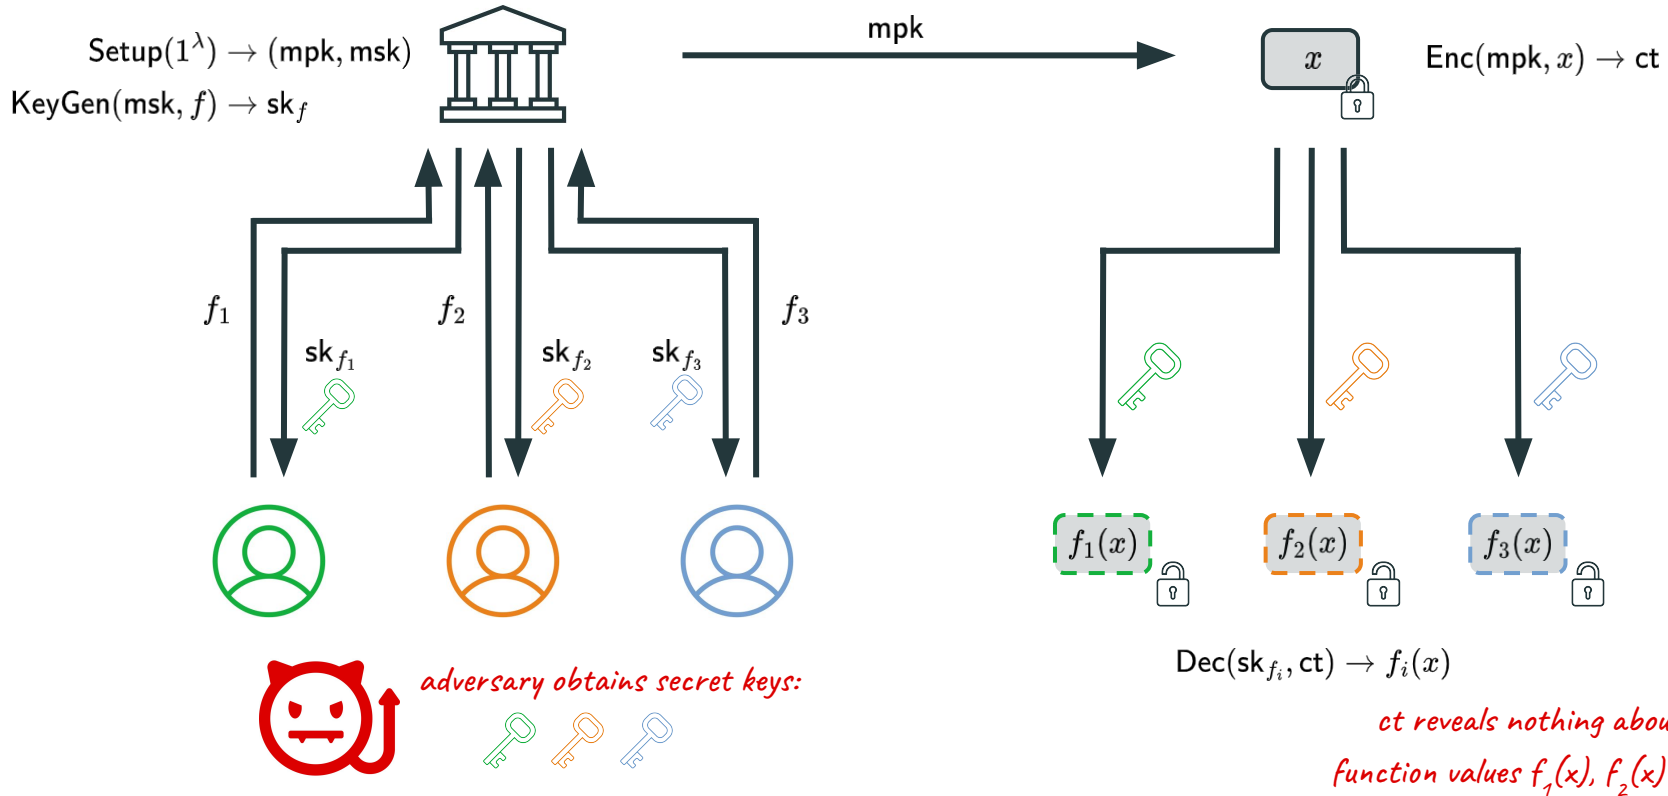 mpk
Setup(1^λ) → (mpk, msk)
KeyGen(msk, f) → sk_f
x
Enc(mpk, x) → ct
f_1
f_2
f_3
sk_{f_1}
sk_{f_2}
sk_{f_3}
f_1(x)
f_2(x)
f_3(x)
Dec(sk_{f_i}, ct) → f_i(x)
adversary obtains secret keys:
ct reveals nothing
function values f_1(x), f_2(x)